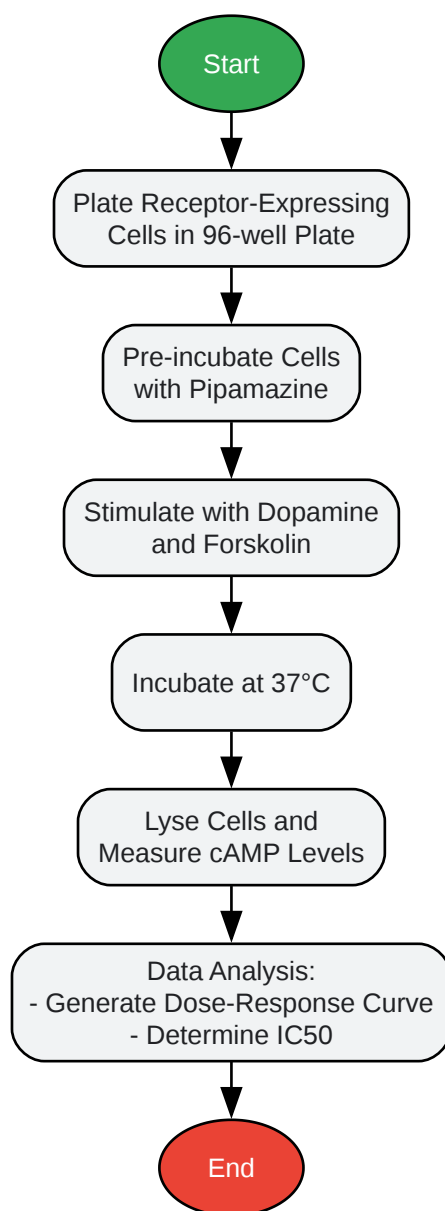 Start
Plate Receptor-Expressing
Cells in 96-well Plate
Pre-incubate Cells
with Pipamazine
Stimulate with Dopamine
and Forskolin
Incubate at 37°C
Lyse Cells and
Measure cAMP Levels
Data Analysis:
- Generate Dose-Response Curve
- Determine IC50
End